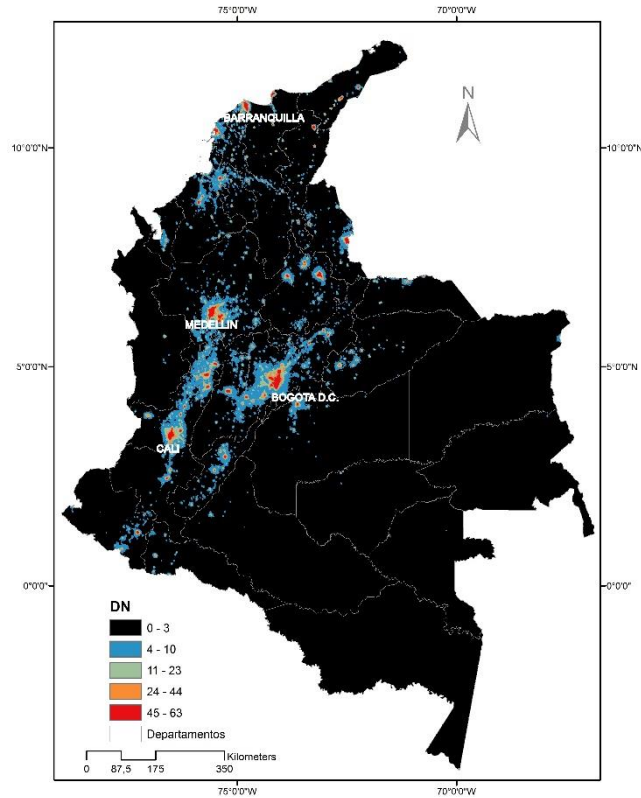 75°0'0"W 70°0'0"W
N
BARRANQUILLA
10°0'0"N 10°0'0"N
MEDELLIN
5°0'0"N 5°0'0"N
BOGOTA D.C.
CALI
0°0'0" 0°0'0"
DN
0 - 3
4 - 10
11 - 23
24 - 44
45 - 63
Departamentos
Kilometers
0 87,5 175 350
75°0'0"W 70°0'0"W